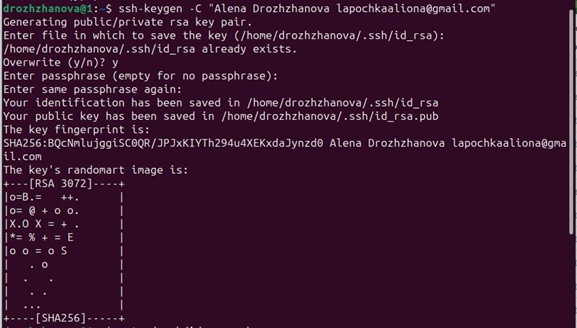 drozhzhanova@1:~$ ssh-keygen -C "Alena Drozhzhanova lapochkaaliona@gmail.com"
Generating public/private rsa key pair.
Enter file in which to save the key (/home/drozhzhanova/.ssh/id_rsa):
/home/drozhzhanova/.ssh/id_rsa already exists.
Overwrite (y/n)? y
Enter passphrase (empty for no passphrase):
Enter same passphrase again:
Your identification has been saved in /home/drozhzhanova/.ssh/id_rsa
Your public key has been saved in /home/drozhzhanova/.ssh/id_rsa.pub
The key fingerprint is:
SHA256:BQcNmlujggiSC0QR/JPJxKIYTh294u4XEKxdaJynzd0 Alena Drozhzhanova lapochkaaliona@gma
il.com
The key's randomart image is:
+---[RSA 3072]----+
|o=B.=   ++.      |
|o= @ + o o.      |
|X.O X = + .      |
|*= % + = E       |
|o o = o S        |
|   . o           |
|  .   .          |
|   . .           |
|  ...            |
+----[SHA256]-----+